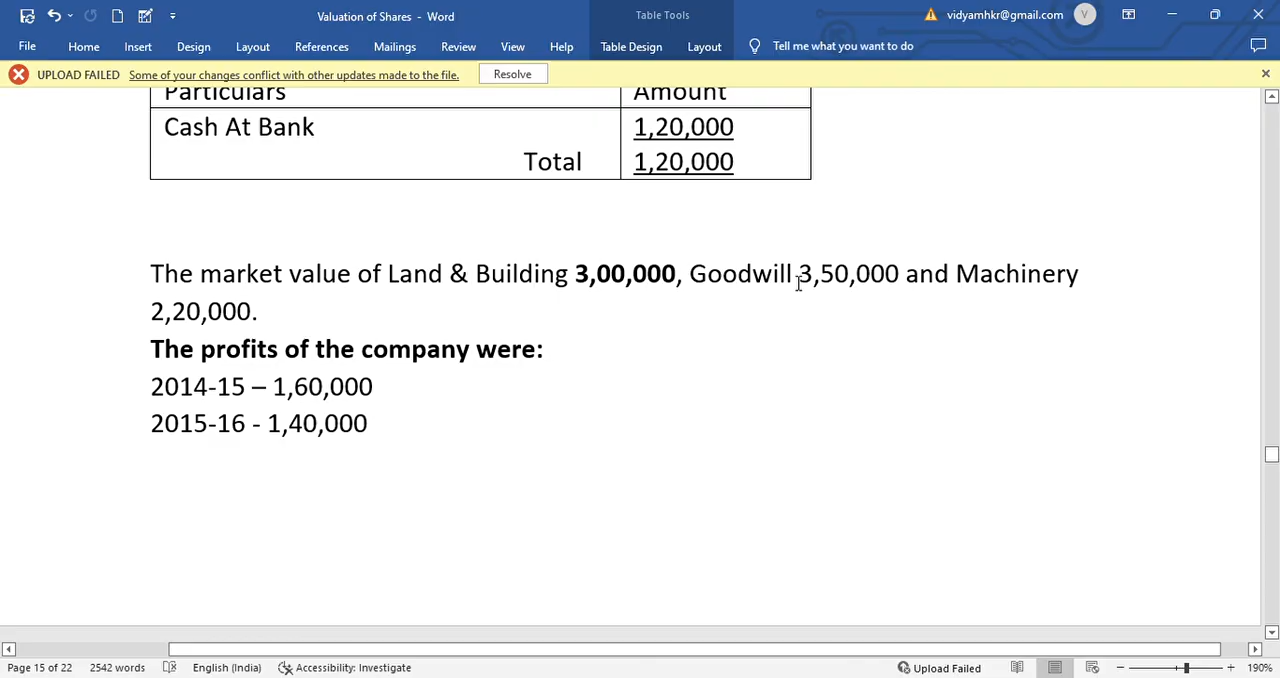 Valuation of Shares - Word
Table Tools
vidyamhkr@gmail.com
V
File Home Insert Design Layout References Mailings Review View Help Table Design Layout Tell me what you want to do
UPLOAD FAILED Some of your changes conflict with other updates made to the file. Resolve
Particulars Amount
Cash At Bank 1,20,000
Total 1,20,000
The market value of Land & Building 3,00,000, Goodwill 3,50,000 and Machinery
2,20,000.
The profits of the company were:
2014-15 – 1,60,000
2015-16 - 1,40,000
Page 15 of 22 2542 words English (India) Accessibility: Investigate Upload Failed 190%